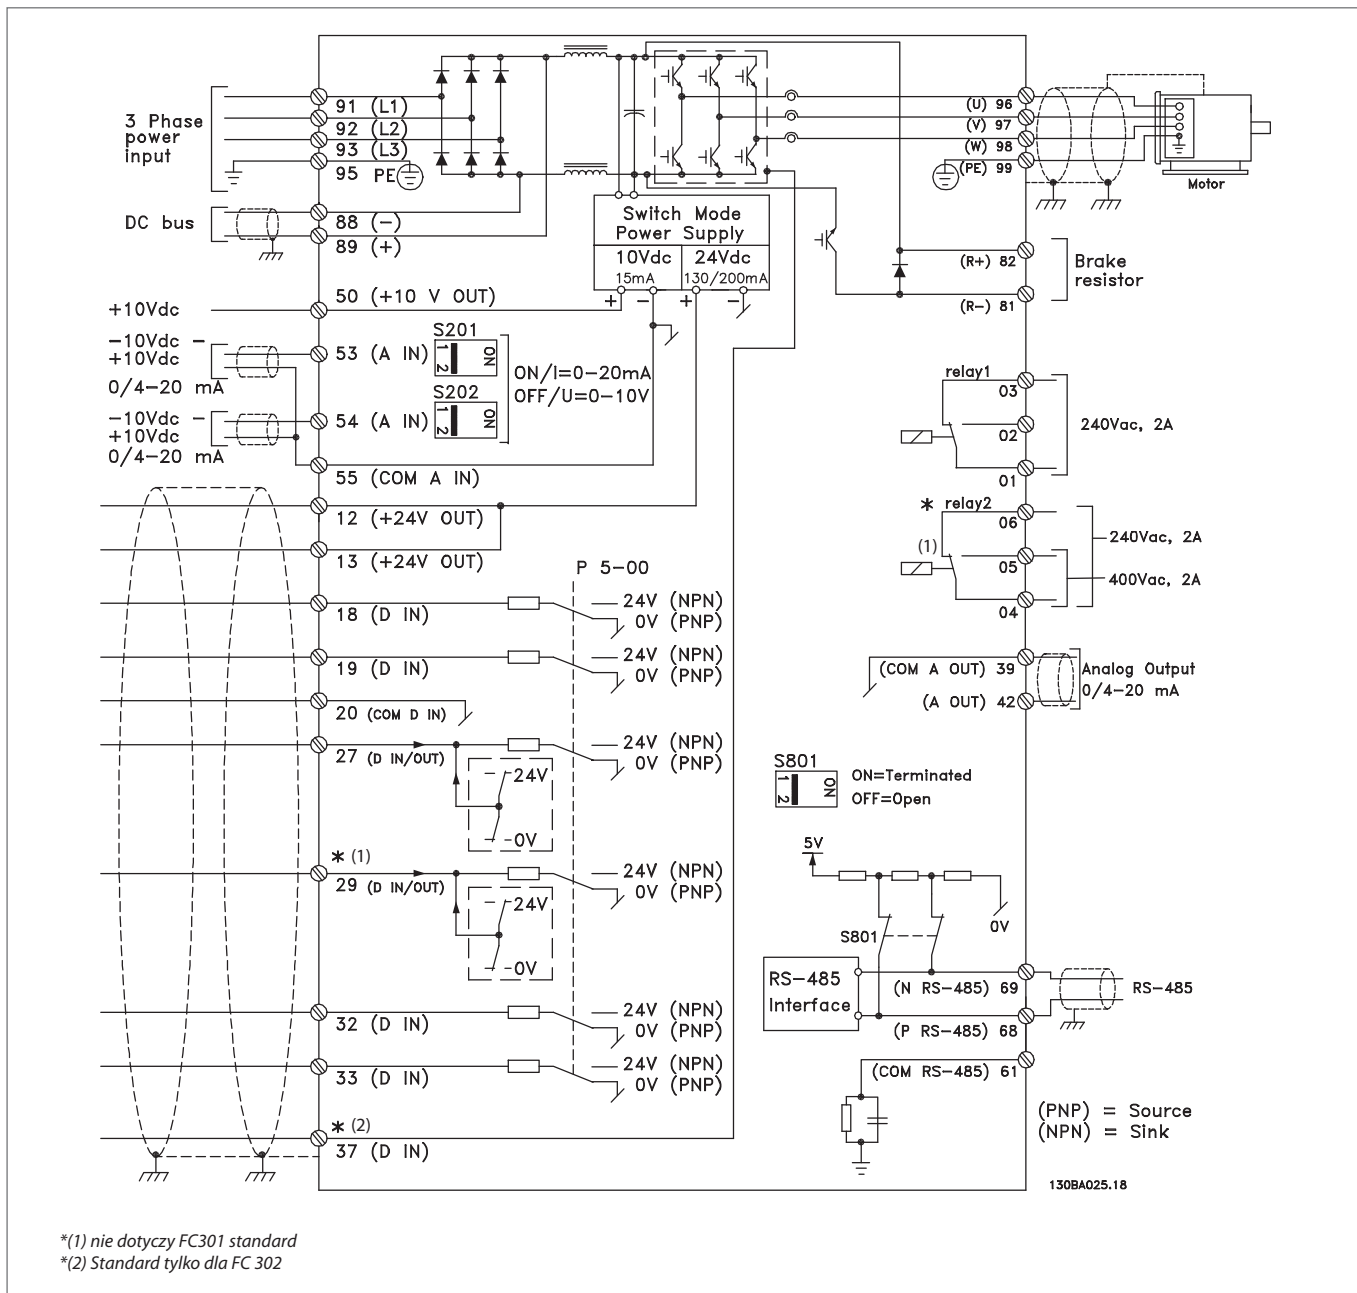 3 Phase
power
input
91 (L1)
92 (L2)
93 (L3)
95 PE
DC bus
88 (−)
89 (+)
Switch Mode
Power Supply
10Vdc
15mA
24Vdc
130/200mA
+ − + −
(U) 96
(V) 97
(W) 98
(PE) 99
Motor
(R+) 82
(R−) 81
Brake
resistor
+10Vdc
50 (+10 V OUT)
−10Vdc −
+10Vdc
0/4−20 mA
53 (A IN)
S201
1 2
ON
−10Vdc −
+10Vdc
0/4−20 mA
54 (A IN)
S202
1 2
ON
ON/I=0−20mA
OFF/U=0−10V
55 (COM A IN)
12 (+24V OUT)
13 (+24V OUT)
P 5-00
18 (D IN)
24V (NPN)
0V (PNP)
19 (D IN)
24V (NPN)
0V (PNP)
20 (COM D IN)
27 (D IN/OUT)
24V (NPN)
0V (PNP)
24V
0V
* (1)
29 (D IN/OUT)
24V (NPN)
0V (PNP)
24V
0V
32 (D IN)
24V (NPN)
0V (PNP)
33 (D IN)
24V (NPN)
0V (PNP)
* (2)
37 (D IN)
relay1
03
02
01
240Vac, 2A
* relay2
(1)
06
05
04
240Vac, 2A
400Vac, 2A
(COM A OUT) 39
(A OUT) 42
Analog Output
0/4−20 mA
S801
1 2
ON
ON=Terminated
OFF=Open
5V
0V
S801
RS-485
Interface
(N RS-485) 69
(P RS-485) 68
(COM RS-485) 61
RS-485
(PNP) = Source
(NPN) = Sink
130BA025.18
*(1) nie dotyczy FC301 standard
*(2) Standard tylko dla FC 302